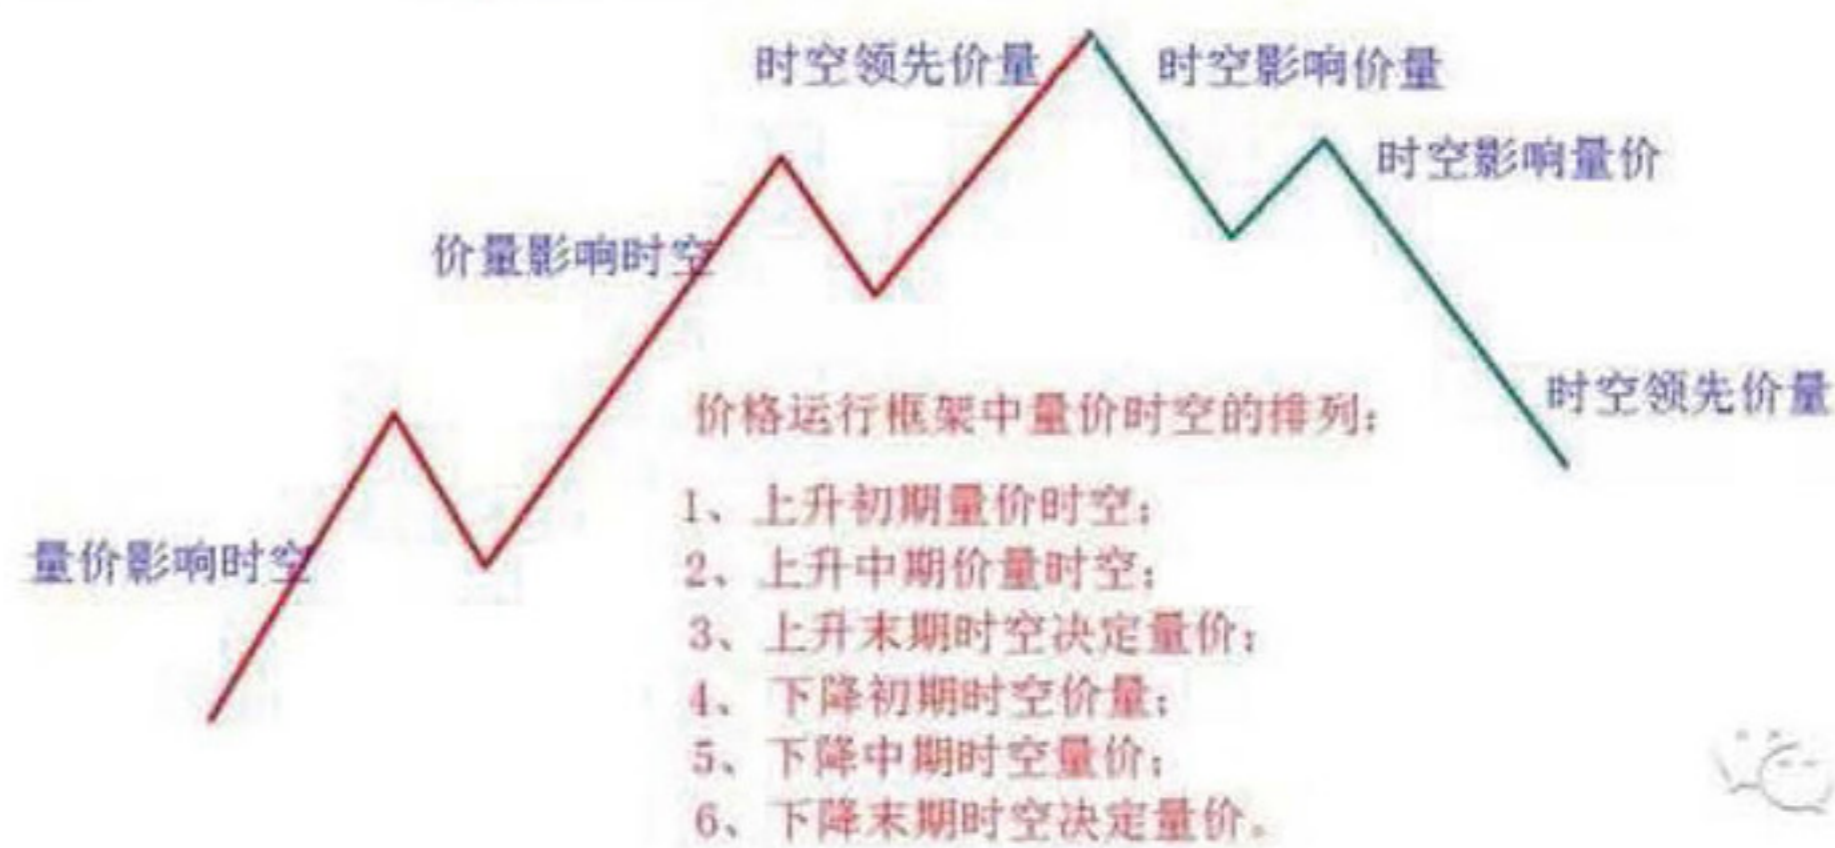 时空领先价量
时空影响价量
时空影响量价
价量影响时空
时空领先价量
价格运行框架中量价时空的排列：
量价影响时空
1、上升初期量价时空；
2、上升中期价量时空；
3、上升末期时空决定量价；
4、下降初期时空价量；
5、下降中期时空量价；
6、下降末期时空决定量价。